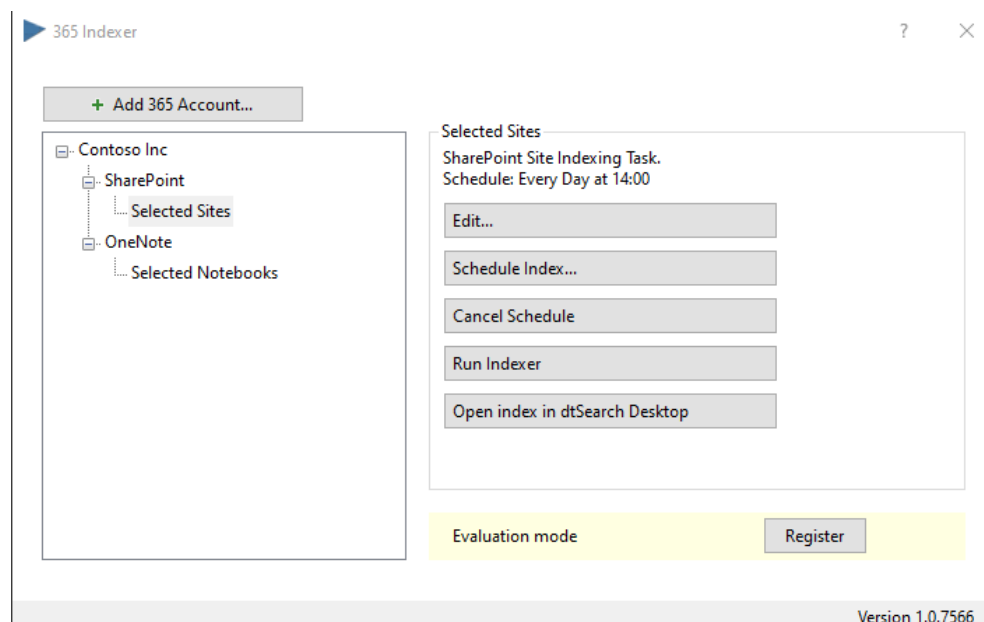 365 Indexer
?
+ Add 365 Account...
Contoso Inc
SharePoint
Selected Sites
OneNote
Selected Notebooks
Selected Sites
SharePoint Site Indexing Task.
Schedule: Every Day at 14:00
Edit...
Schedule Index...
Cancel Schedule
Run Indexer
Open index in dtSearch Desktop
Evaluation mode
Register
Version 1.0.7566